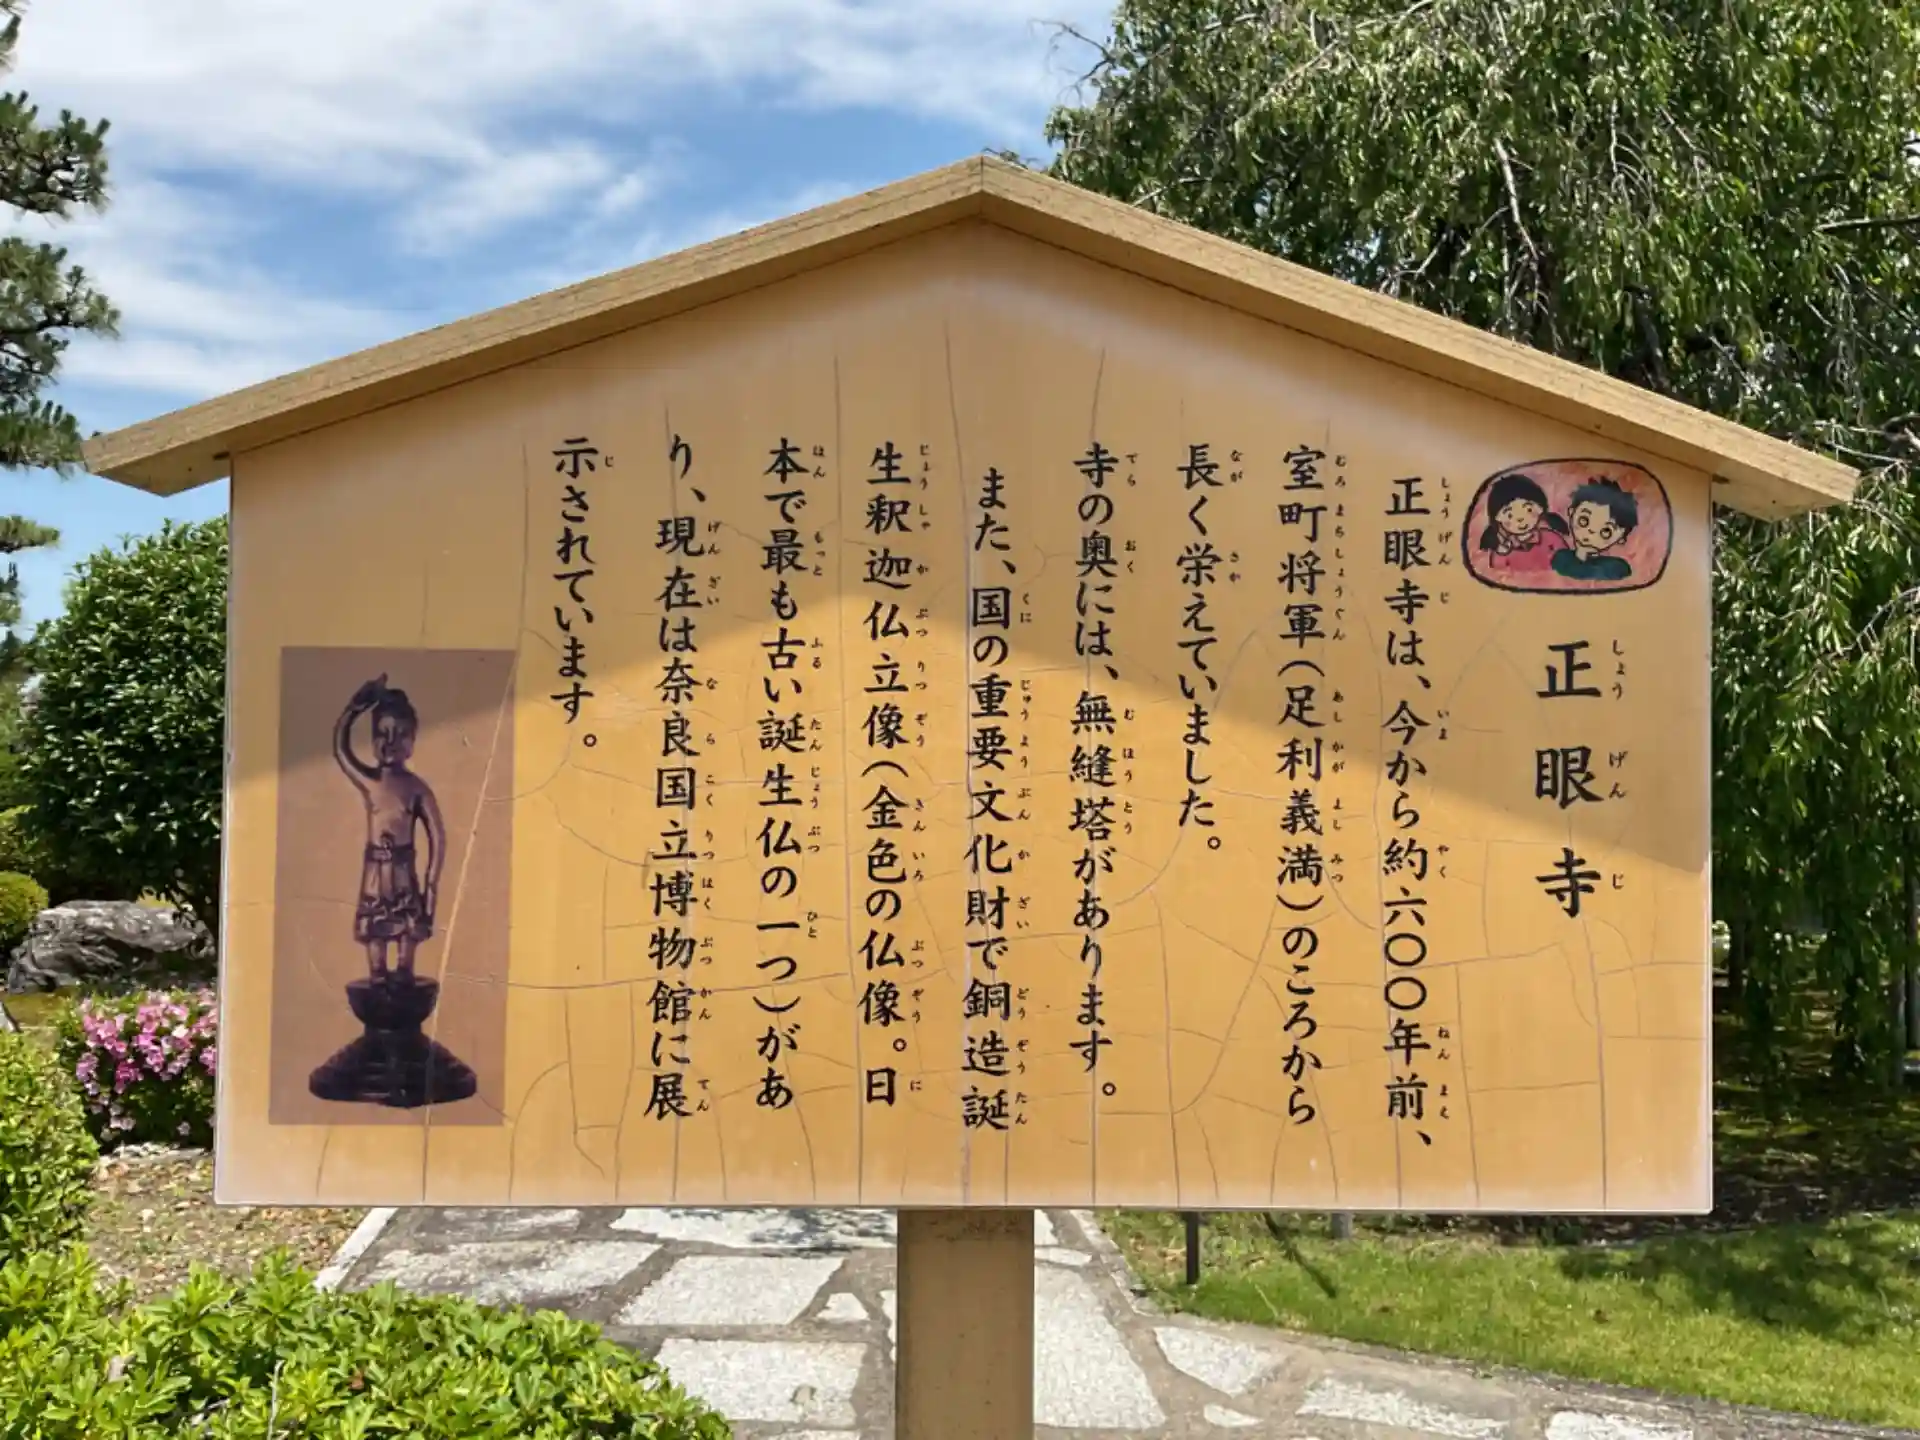 正眼寺
正眼寺は、今から約六〇〇年前、
室町将軍(足利義満)のころから
長く栄えていました。
寺の奥には、無縫塔があります。
また、国の重要文化財で銅造誕
生釈迦仏立像(金色の仏像。日
本で最も古い誕生仏の一つ)があ
り、現在は奈良国立博物館に展
示されています。